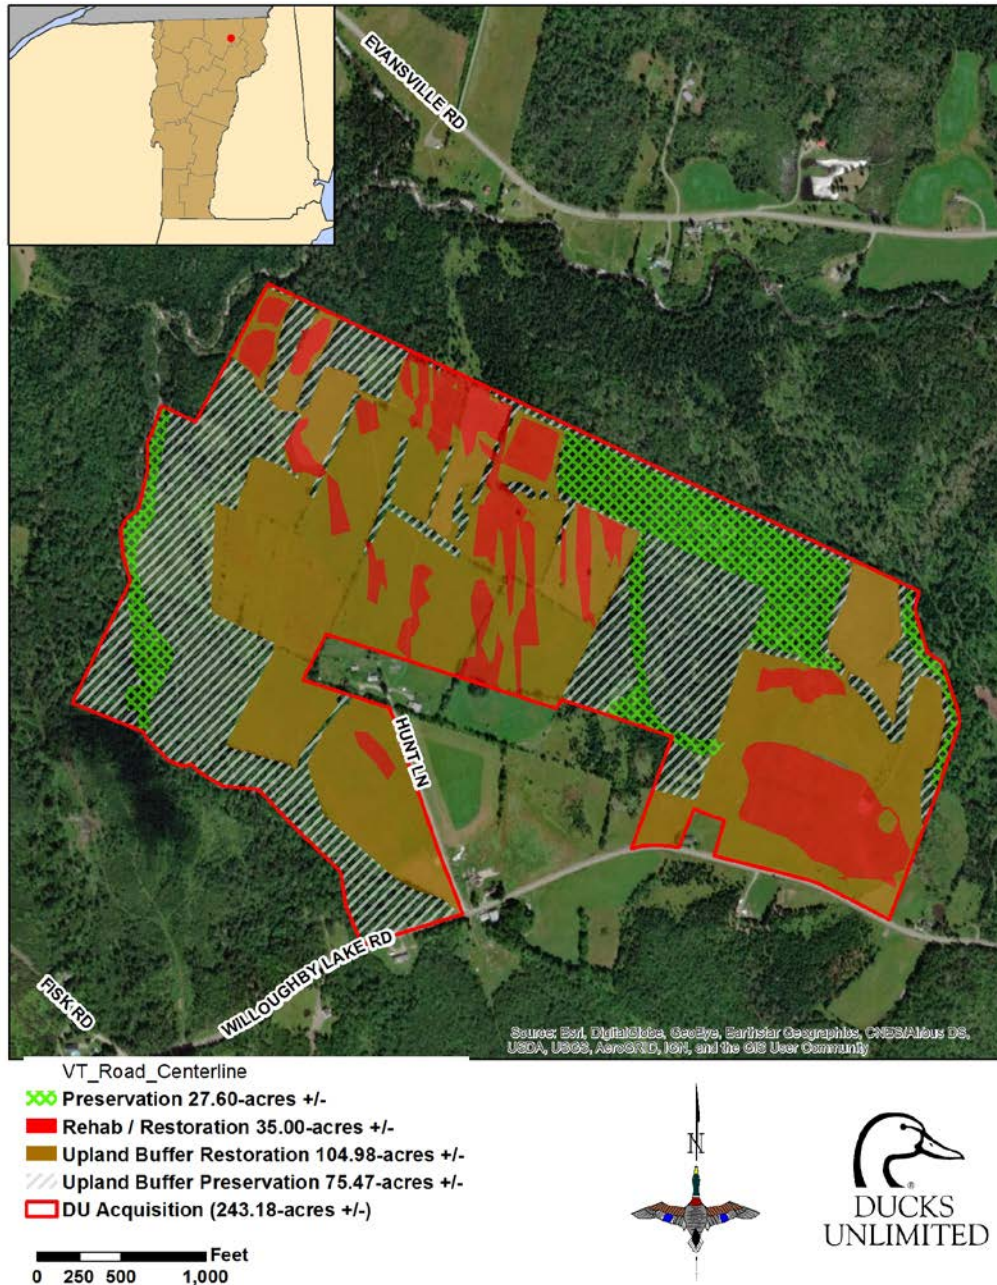 EVANSVILLE RD
HUNT LN
WILLOUGHBY LAKE RD
FISK RD
Source: Esri, DigitalGlobe, GeoEye, Earthstar Geographics, CNES/Airbus DS,
USDA, USGS, AeroGRID, IGN, and the GIS User Community
VT_Road_Centerline
Preservation 27.60-acres +/-
Rehab / Restoration 35.00-acres +/-
Upland Buffer Restoration 104.98-acres +/-
Upland Buffer Preservation 75.47-acres +/-
DU Acquisition (243.18-acres +/-)
Feet
0 250 500 1,000
N
®
DUCKS
UNLIMITED